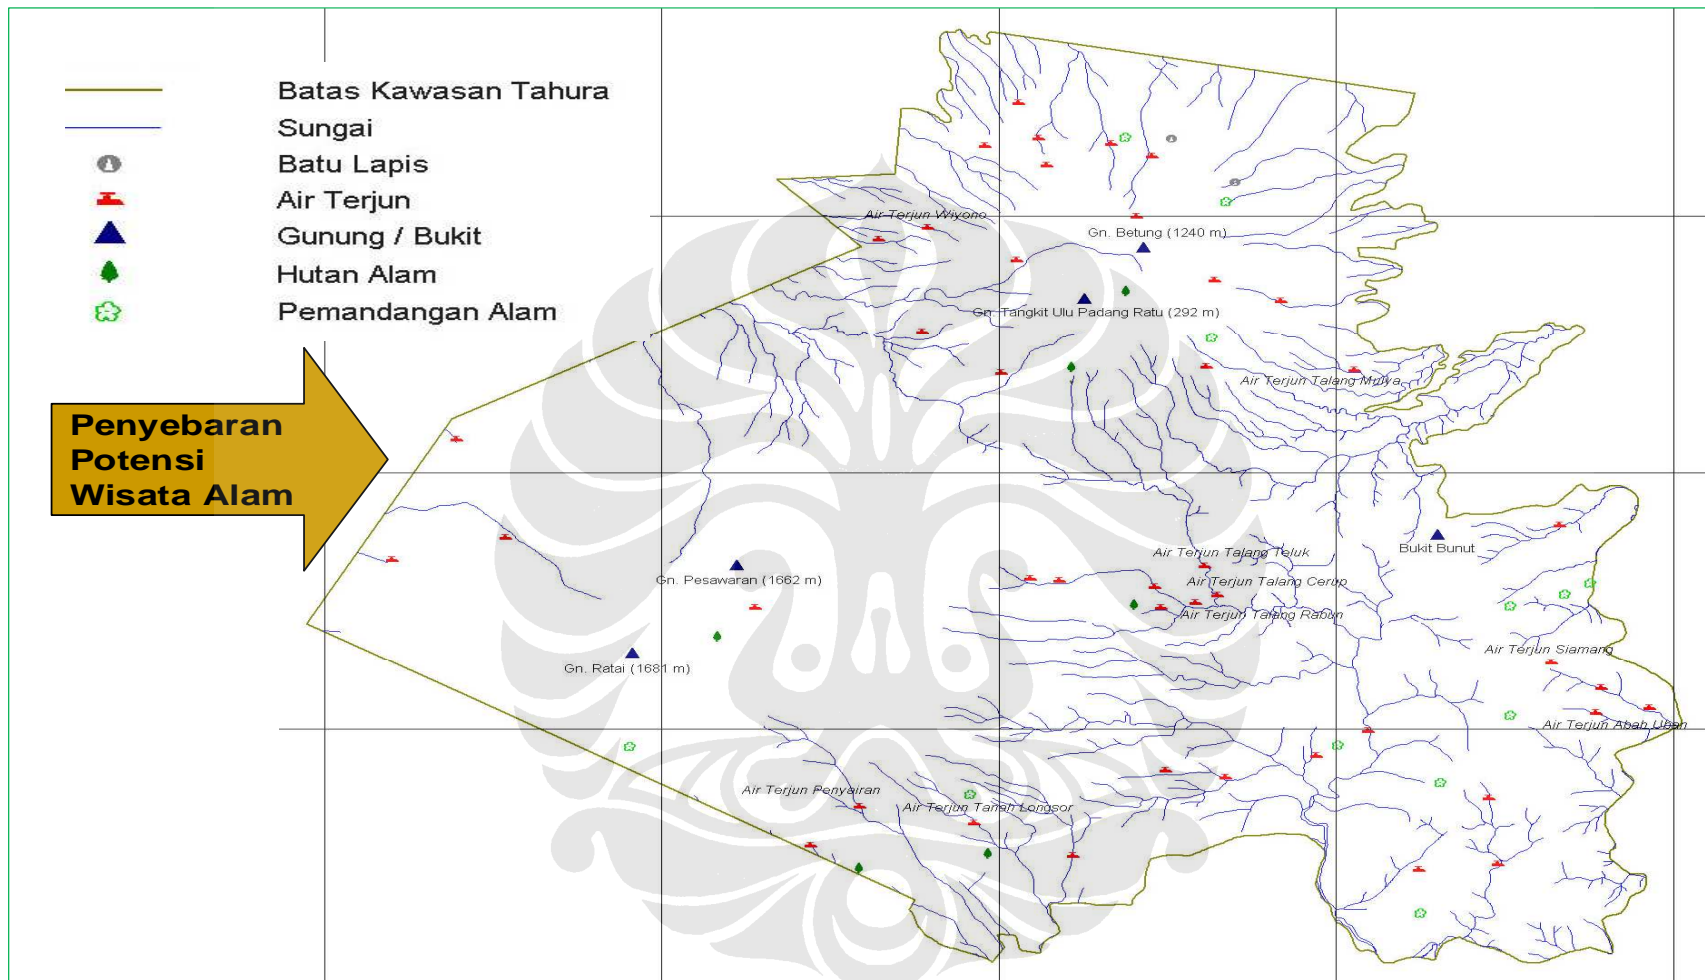 Batas Kawasan Tahura
Sungai
Batu Lapis
Air Terjun
Gunung / Bukit
Hutan Alam
Pemandangan Alam
Penyebaran
Potensi
Wisata Alam
Air Terjun Wiyono
Gn. Betung (1240 m)
Gn. Tangkit Ulu Padang Ratu (292 m)
Air Terjun Talang Mulya
Bukit Bunut
Air Terjun Talang Teluk
Gn. Pesawaran (1662 m)
Air Terjun Talang Cerup
Air Terjun Talang Rabun
Air Terjun Siamang
Gn. Ratai (1681 m)
Air Terjun Abah Uban
Air Terjun Penyairan
Air Terjun Tanah Longsor